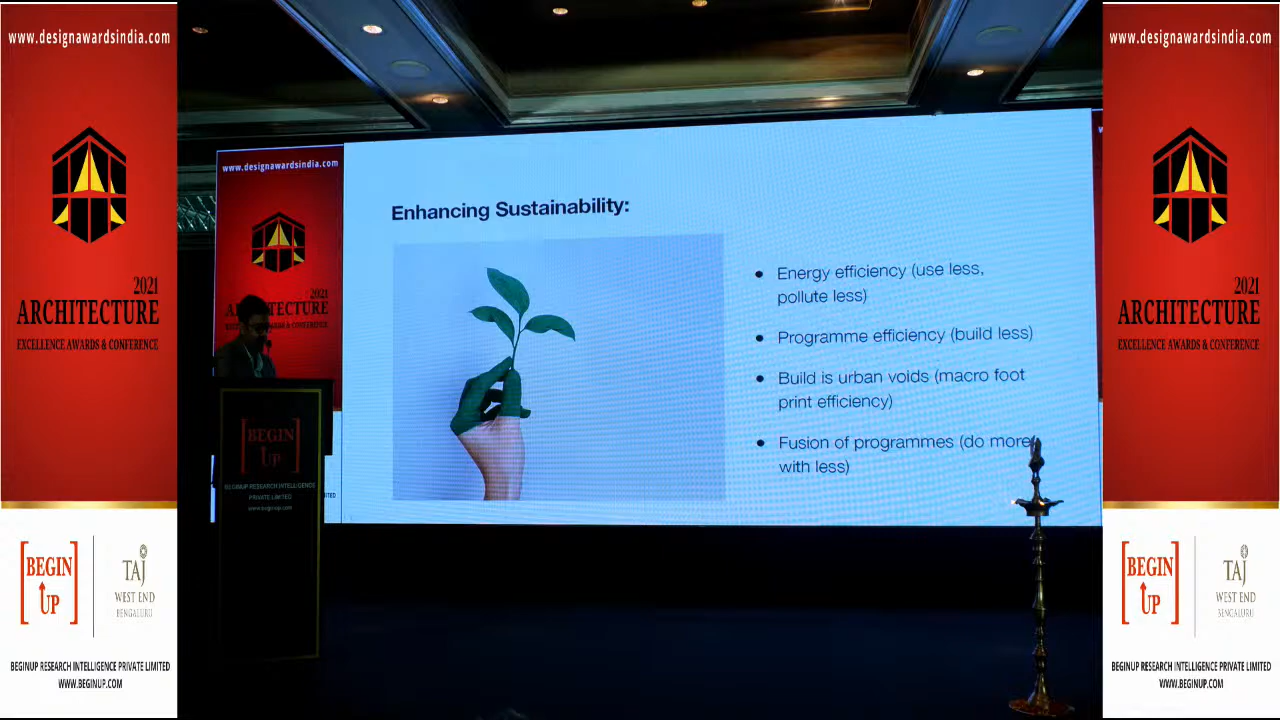 www.designawardsindia.com
2021
ARCHITECTURE
EXCELLENCE AWARDS & CONFERENCE
[BEGIN
UP]
TAJ
WEST END
BENGALURU
BEGINUP RESEARCH INTELLIGENCE PRIVATE LIMITED
WWW.BEGINUP.COM
www.designawardsindia.com
2021
AWARDS & CONFERENCE
Enhancing Sustainability:
• Energy efficiency (use less,
pollute less)
• Programme efficiency (build less)
• Build is urban voids (macro foot
print efficiency)
• Fusion of programmes (do more
with less)
[BEGIN
UP]
BEGINUP RESEARCH INTELLIGENCE
PRIVATE LIMITED
www.beginup.com
www.designawardsindia.com
2021
ARCHITECTURE
EXCELLENCE AWARDS & CONFERENCE
[BEGIN
UP]
TAJ
WEST END
BENGALURU
BEGINUP RESEARCH INTELLIGENCE PRIVATE LIMITED
WWW.BEGINUP.COM